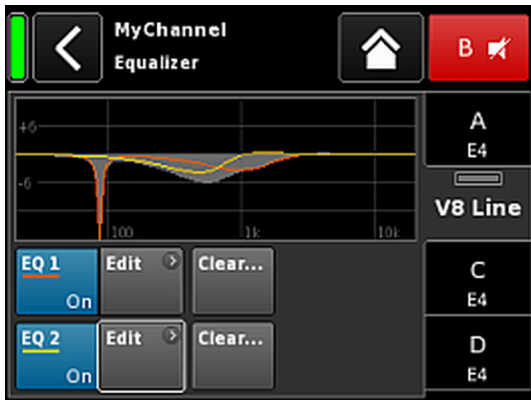 MyChannel
Equalizer
B
+6
-6
100
1k
10k
A
E4
V8 Line
C
E4
D
E4
EQ 1
On
Edit
Clear...
EQ 2
On
Edit
Clear...